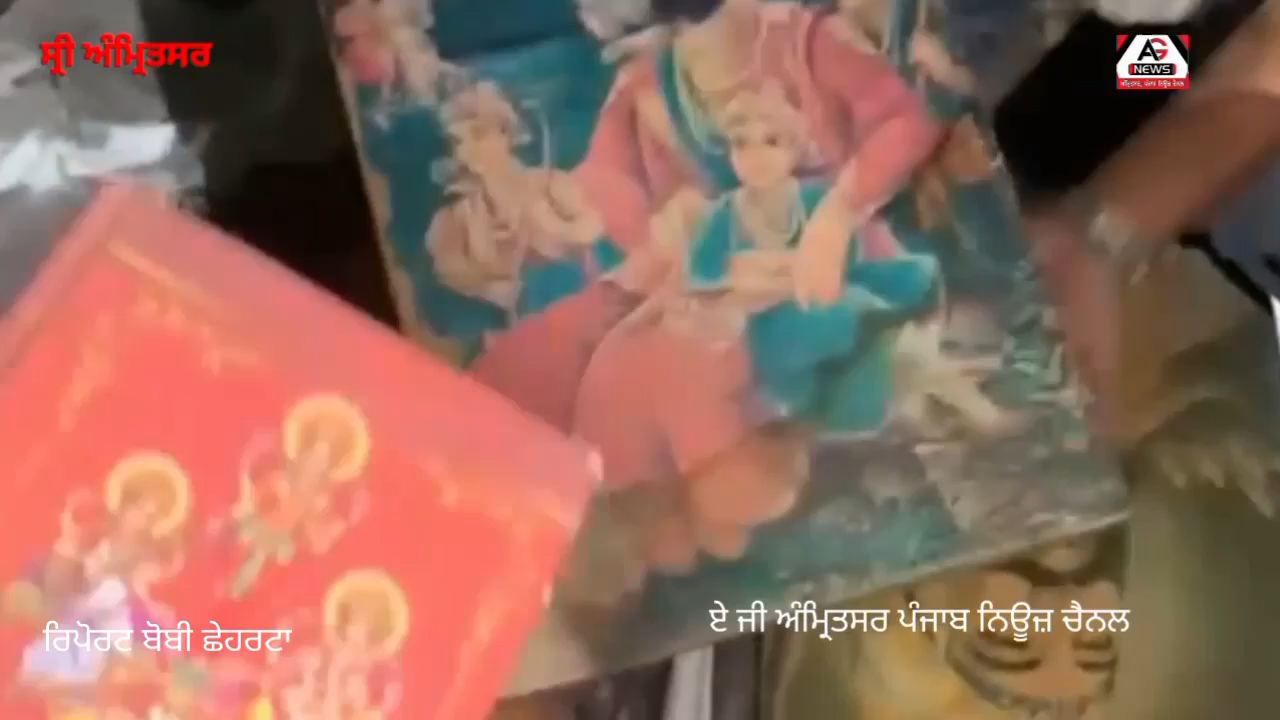 ਸ੍ਰੀ ਅੰਮ੍ਰਿਤਸਰ
AG
NEWS
ਏ ਜੀ ਅੰਮ੍ਰਿਤਸਰ ਪੰਜਾਬ ਨਿਊਜ਼ ਚੈਨਲ
ਰਿਪੋਰਟ ਬੋਬੀ ਛੇਹਰਟਾ